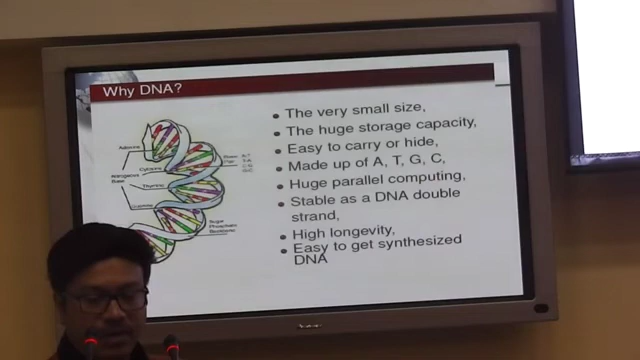 Why DNA?
The very small size,
The huge storage capacity,
Easy to carry or hide,
Made up of A, T, G, C,
Huge parallel computing,
Stable as a DNA double
strand,
High longevity,
Easy to get synthesized
DNA
Adenine
Cytosine
Nitrogenous
Base
Thymine
Guanine
Sugar
Phosphate
Backbone